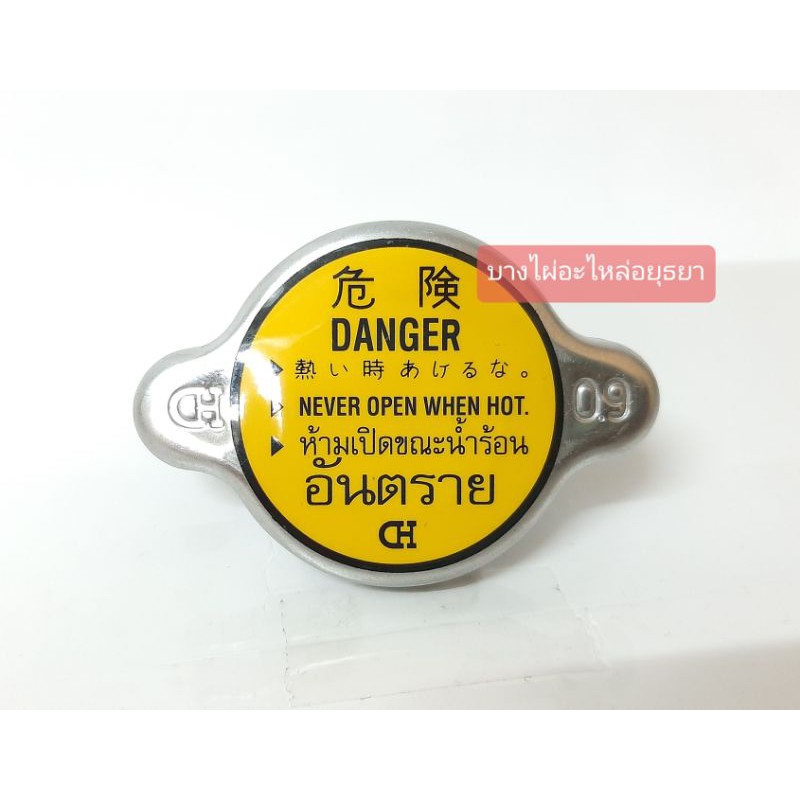 บางไผ่อะไหล่อยุธยา
危 険
DANGER
▶ 熱い時あけるな。
▶ NEVER OPEN WHEN HOT.
▶ ห้ามเปิดขณะน้ำร้อน
อันตราย
CH
CH
0.9